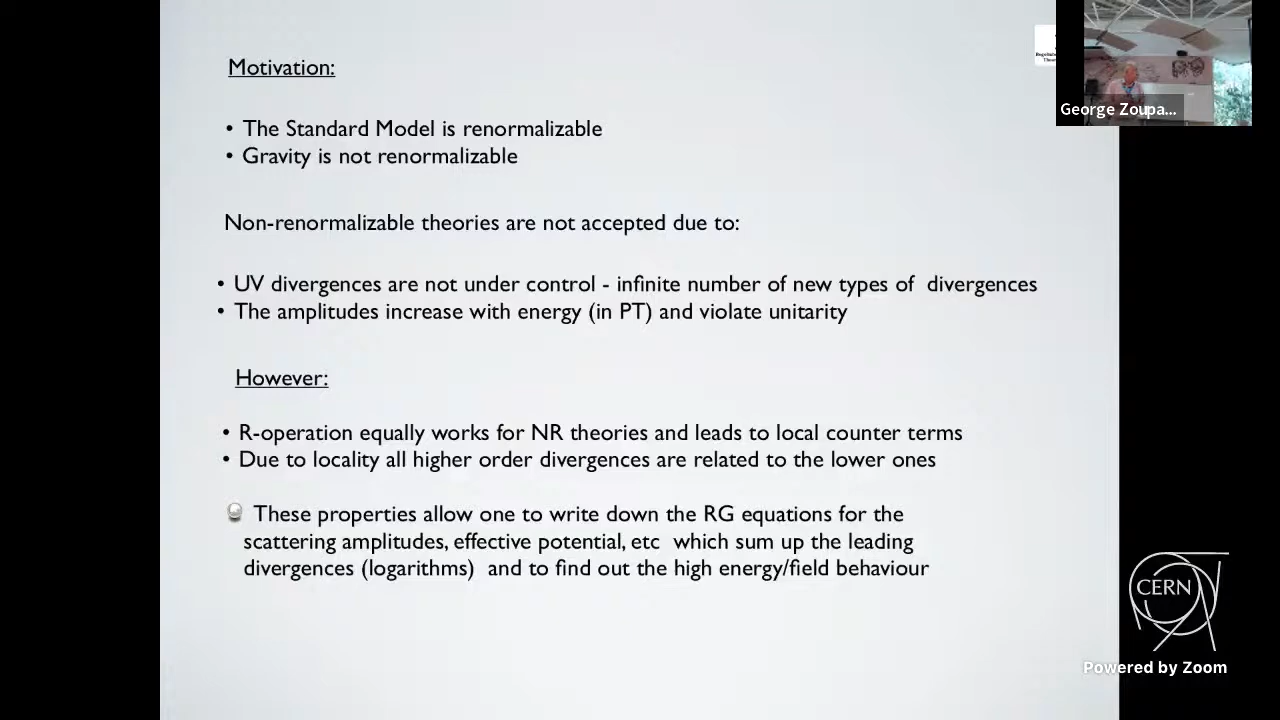 Motivation:
• The Standard Model is renormalizable
• Gravity is not renormalizable
Non-renormalizable theories are not accepted due to:
• UV divergences are not under control - infinite number of new types of divergences
• The amplitudes increase with energy (in PT) and violate unitarity
However:
• R-operation equally works for NR theories and leads to local counter terms
• Due to locality all higher order divergences are related to the lower ones
These properties allow one to write down the RG equations for the
scattering amplitudes, effective potential, etc which sum up the leading
divergences (logarithms) and to find out the high energy/field behaviour
George Zoupa...
CERN
Powered by Zoom